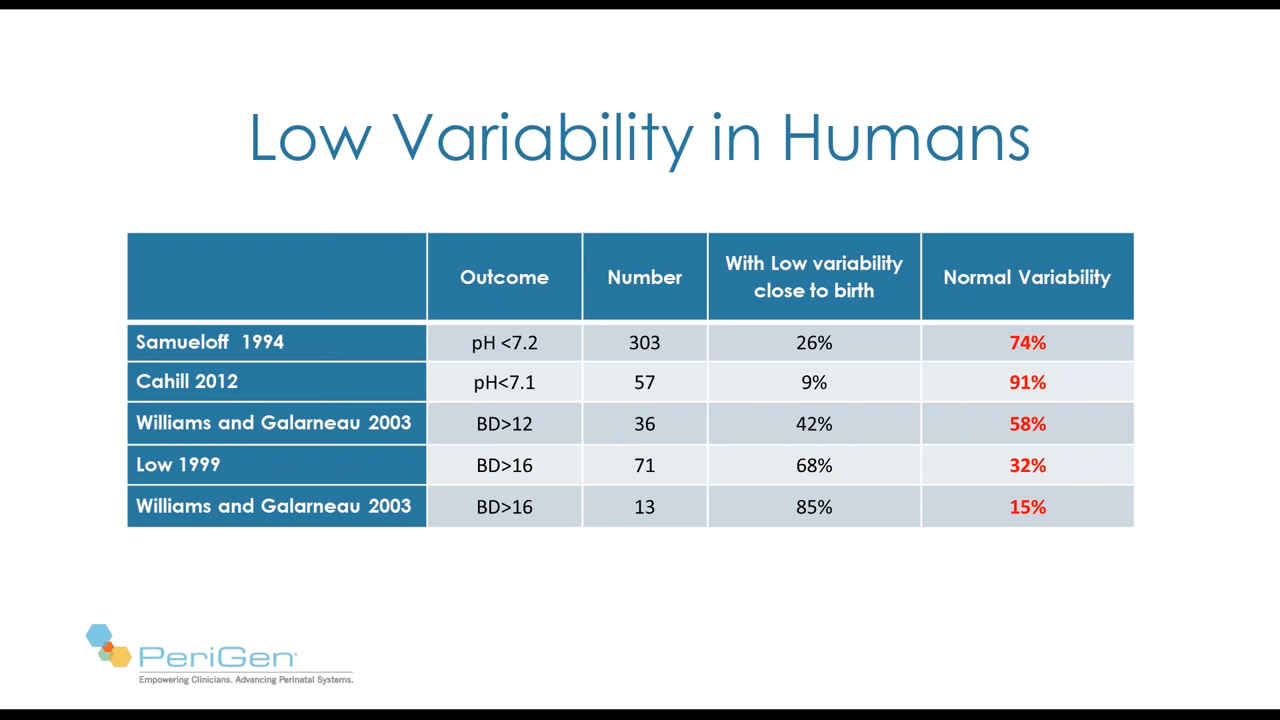 Low Variability in Humans
Outcome Number With Low variability close to birth Normal Variability
Samueloff 1994 pH <7.2 303 26% 74%
Cahill 2012 pH<7.1 57 9% 91%
Williams and Galarneau 2003 BD>12 36 42% 58%
Low 1999 BD>16 71 68% 32%
Williams and Galarneau 2003 BD>16 13 85% 15%
PeriGen
Empowering Clinicians. Advancing Perinatal Systems.